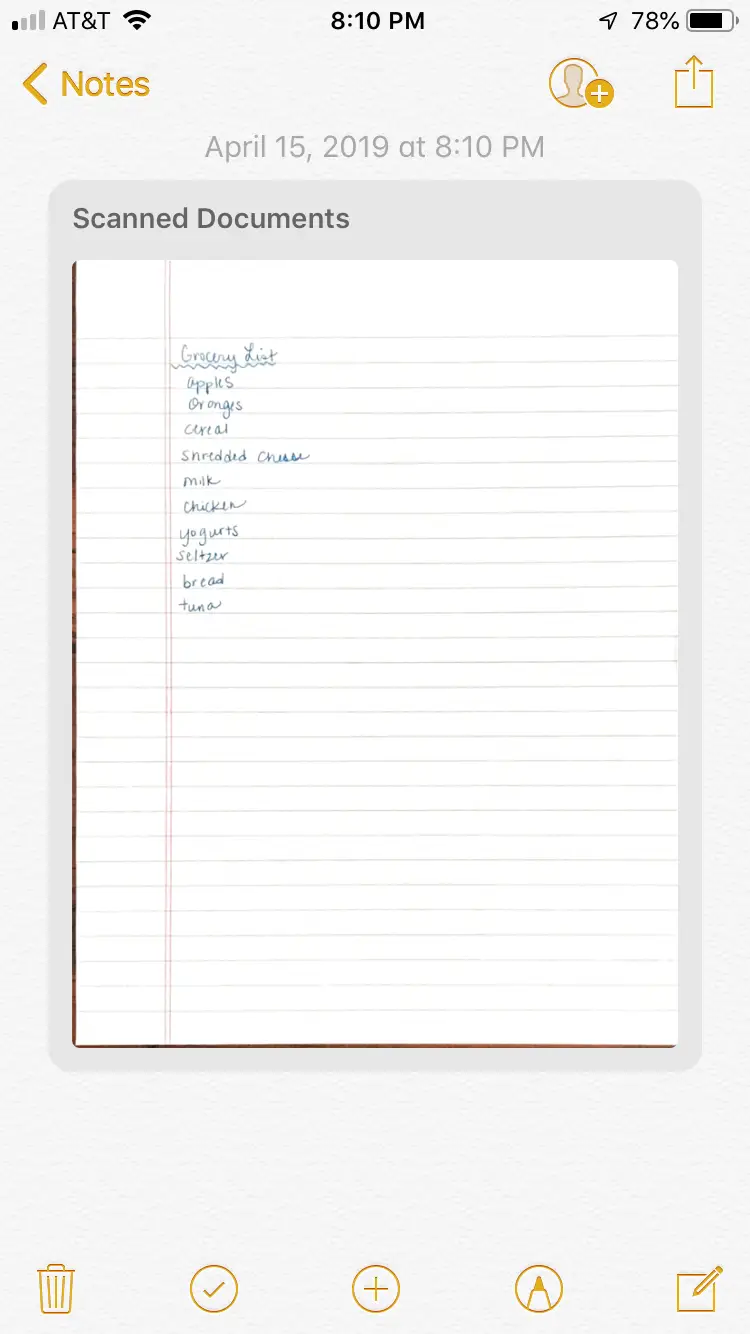 AT&T 8:10 PM 78%
Notes
April 15, 2019 at 8:10 PM
Scanned Documents
Grocery List
apples
oranges
cereal
shredded cheese
milk
chicken
yogurts
seltzer
bread
tuna